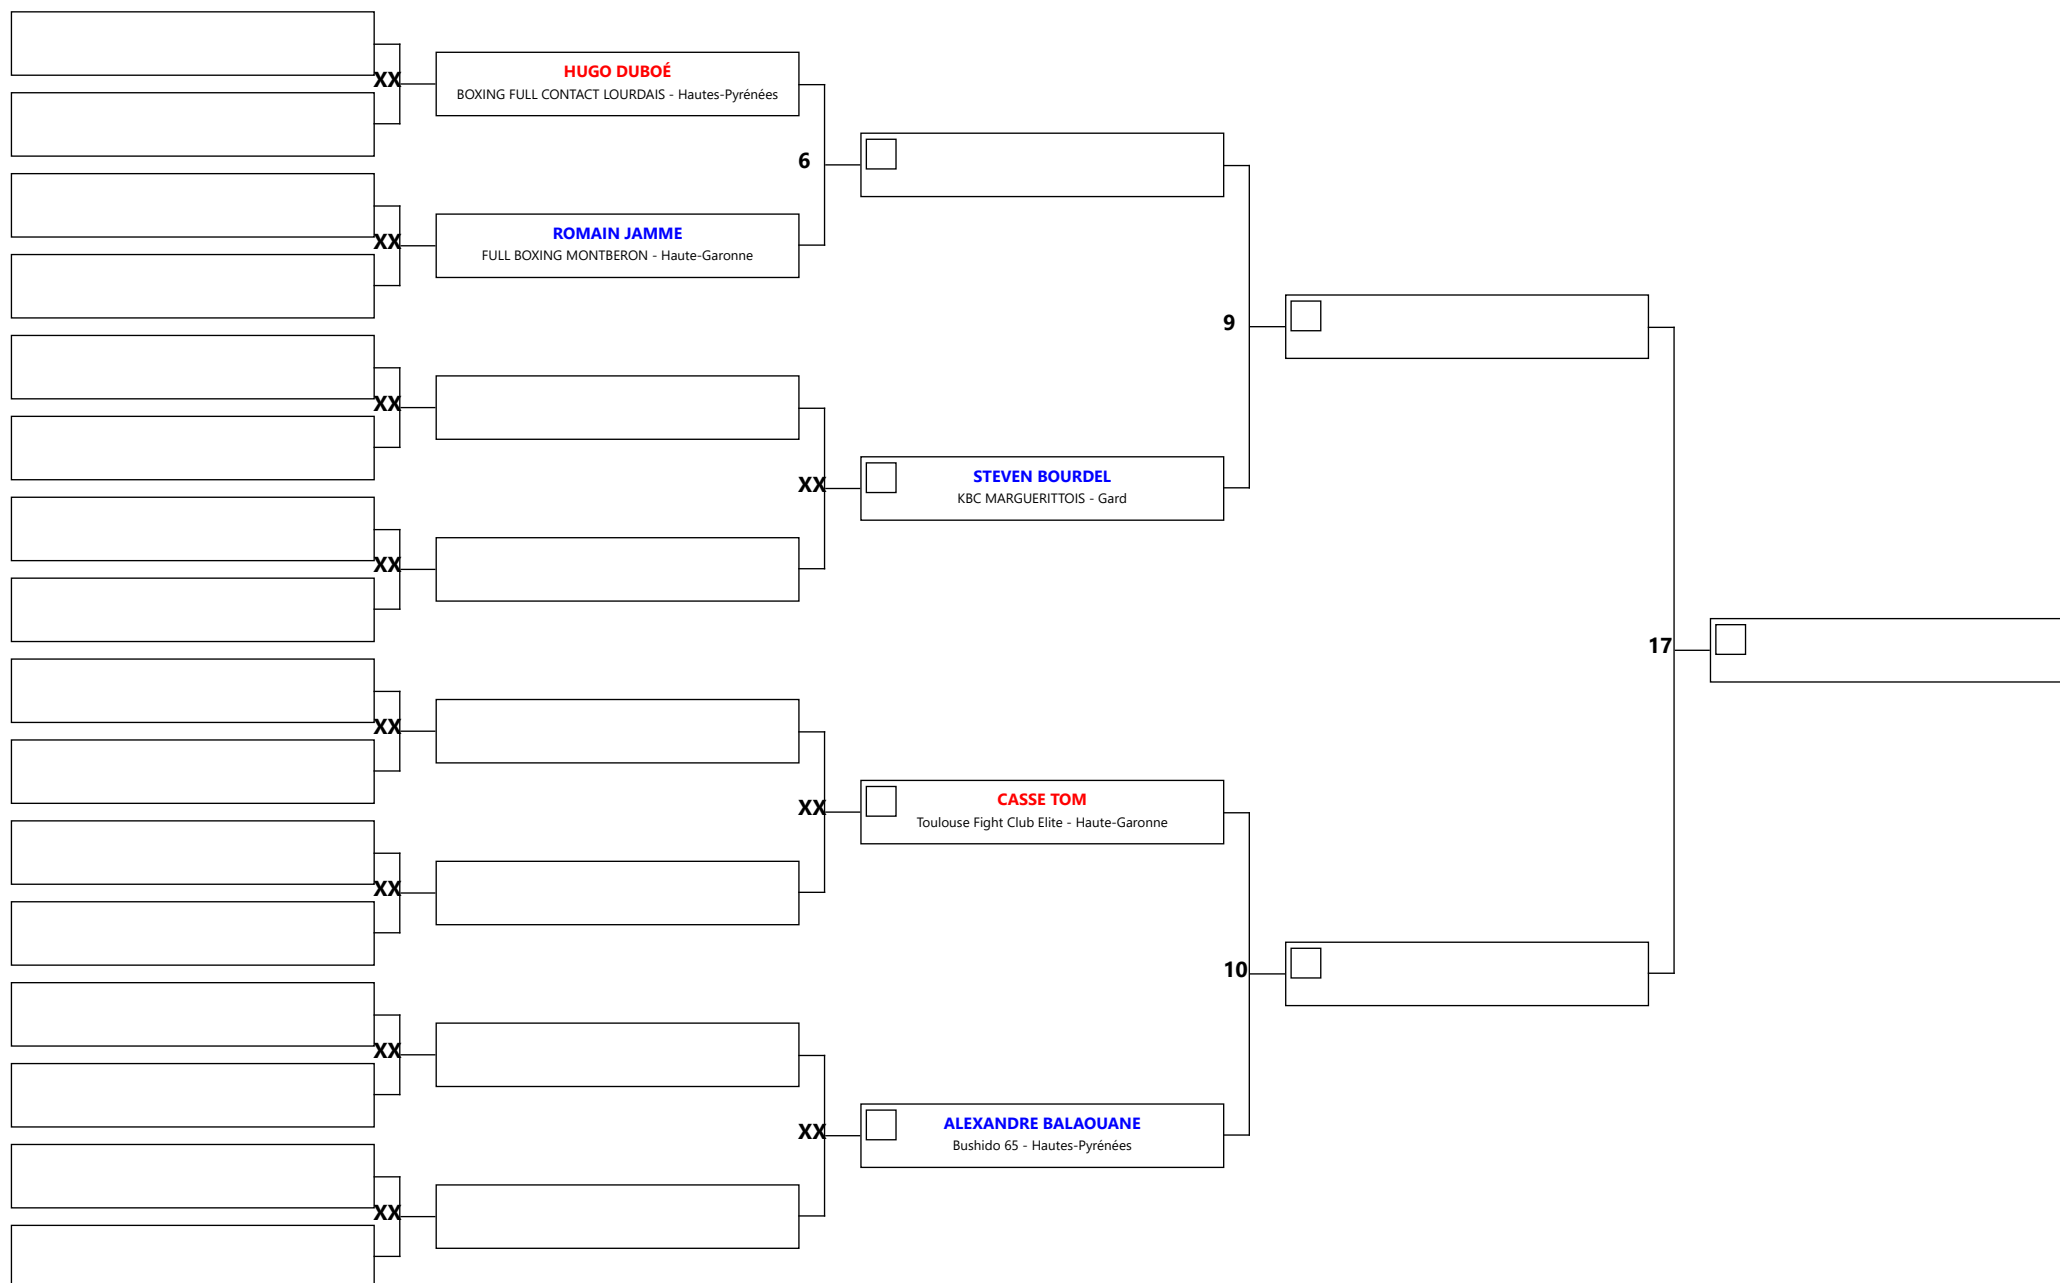 XX
HUGO DUBOÉ
BOXING FULL CONTACT LOURDAIS - Hautes-Pyrénées
6
XX
ROMAIN JAMME
FULL BOXING MONTBERON - Haute-Garonne
9
XX
XX
STEVEN BOURDEL
KBC MARGUERITTOIS - Gard
XX
17
XX
XX
CASSE TOM
Toulouse Fight Club Elite - Haute-Garonne
XX
10
XX
XX
ALEXANDRE BALAOUANE
Bushido 65 - Hautes-Pyrénées
XX